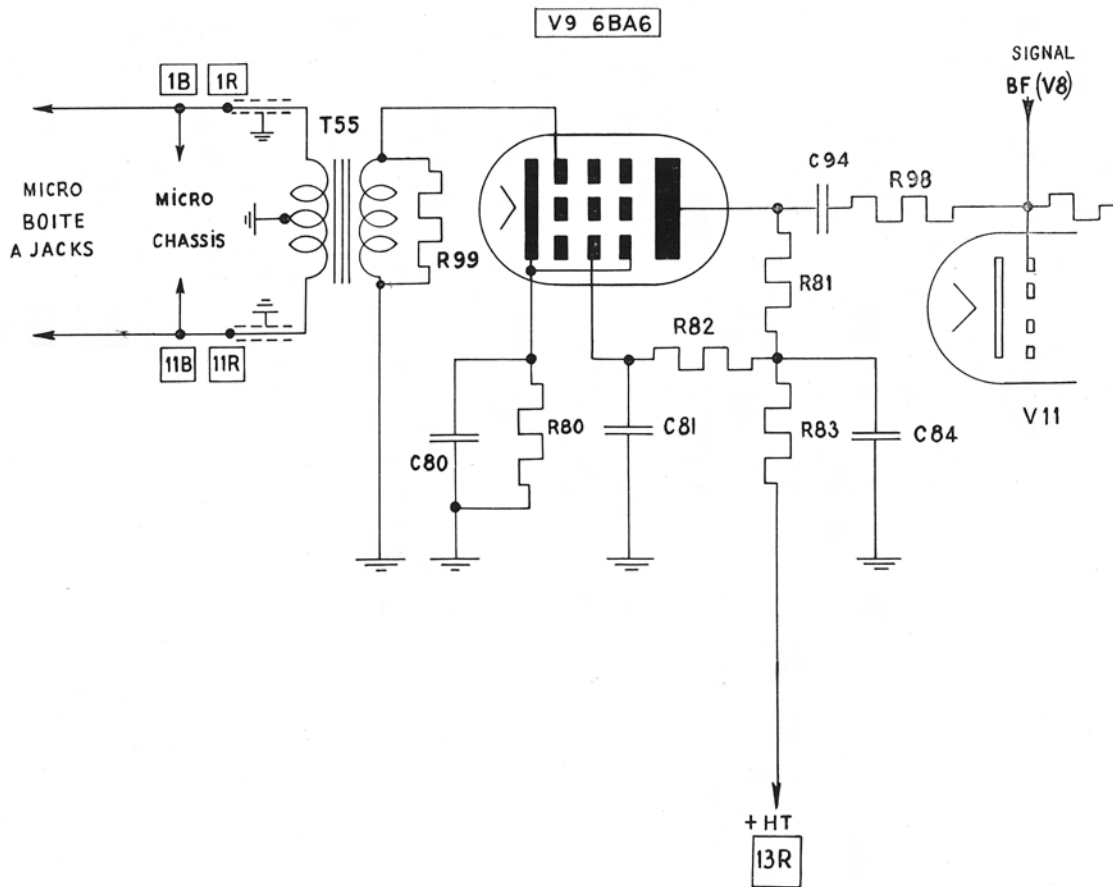 V9 6BA6
SIGNAL
BF (V8)
1B
1R
T55
C94
R98
MICRO
BOITE
A JACKS
MiCRO
CHASSIS
R99
R81
R82
11B
11R
V11
C80
R80
C81
R83
C84
+ HT
13R